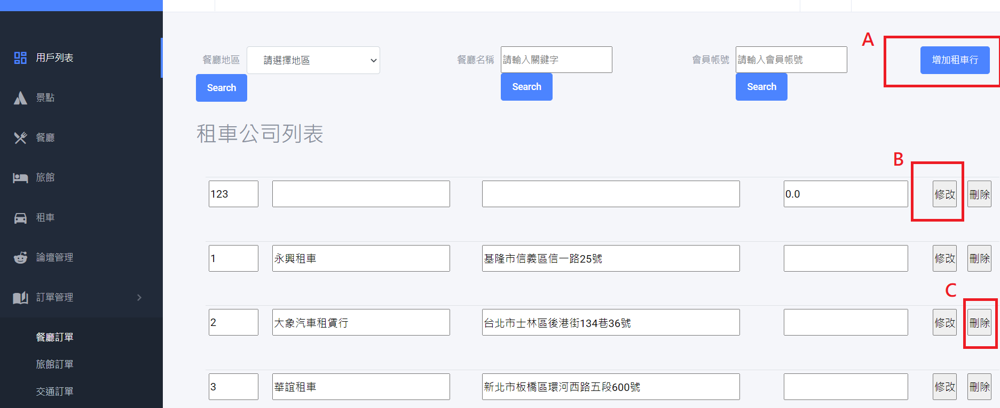 用戶列表
景點
餐廳
旅館
租車
論壇管理
訂單管理
餐廳訂單
旅館訂單
交通訂單
餐廳地區 請選擇地區 餐廳名稱 請輸入關鍵字 會員帳號 請輸入會員帳號 A 增加租車行
Search Search Search
租車公司列表
B
123 0.0 修改 刪除
1 永興租車 基隆市信義區信一路25號 修改 刪除
C
2 大象汽車租賃行 台北市士林區後港街134巷36號 修改 刪除
3 華誼租車 新北市板橋區環河西路五段600號 修改 刪除